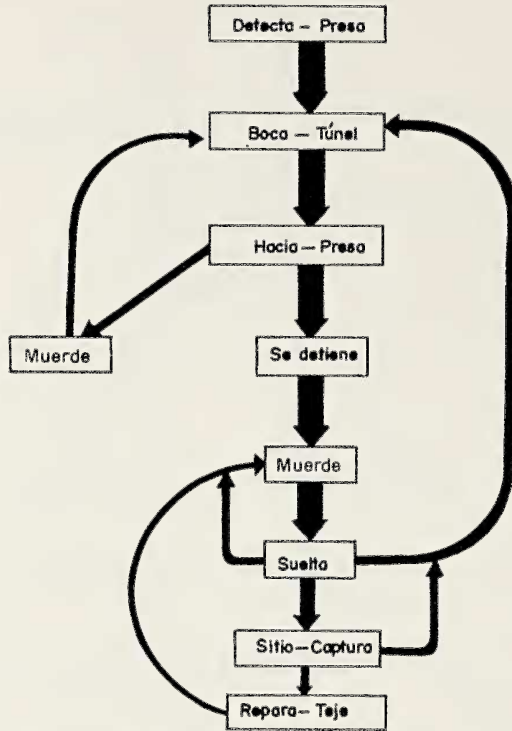 Detecta - Presa
Boca - Túnel
Hacia - Presa
Muerde
Se detiene
Muerde
Suelta
Sitio - Captura
Repara - Teje